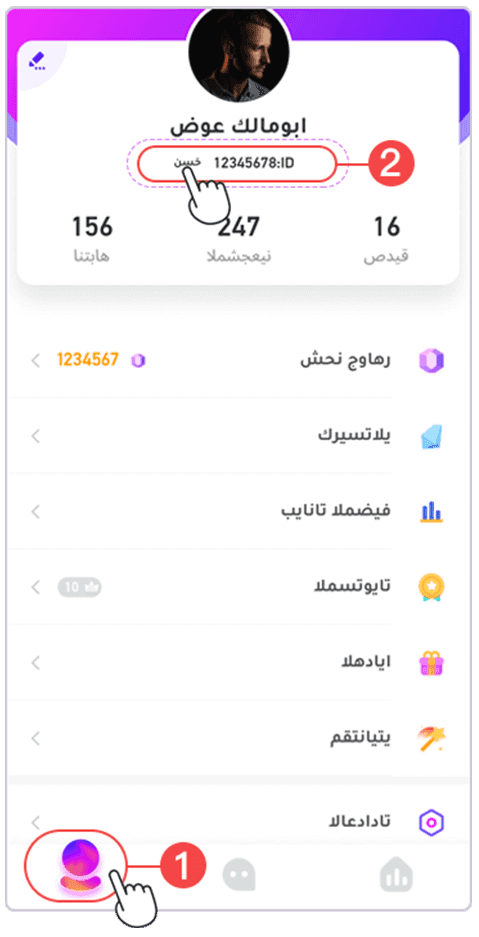 ابومالك عوض
12345678:ID خسن
16 247 156
قيدص نيعجشملا هابتنا
رهاوج نحش 1234567
يلاتسيرك
فيضملا تانايب
تايوتسملا 10
ايادهلا
يتيانتقم
تادادعالا
1
2